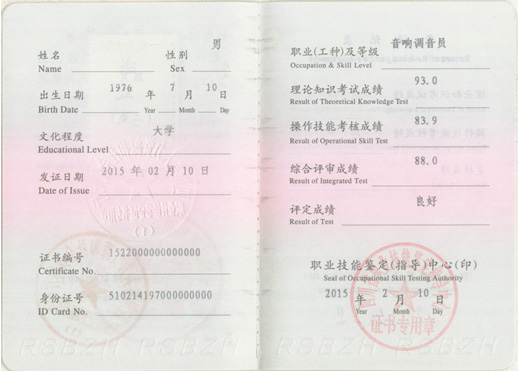 姓名 性别 男
Name Sex
出生日期 1976 年 7 月 10 日
Birth Date Year Month Day
文化程度 大学
Educational Level
发证日期 2015 年 02 月 10 日
Date of Issue
证书编号 1522000000000000
Certificate No.
身份证号 510214197000000000
ID Card No.
RSBZH RSBZH
职业(工种)及等级 音响调音员
Occupation & Skill Level
理论知识考试成绩 93.0
Result of Theoretical Knowledge Test
操作技能考核成绩 83.9
Result of Operational Skill Test
综合评审成绩 88.0
Result of Integrated Test
评定成绩 良好
Result of Test
职业技能鉴定(指导)中心(印)
Seal of Occupational Skill Testing Authority
2015 年 2 月 10 日
Year Month Day
证书专用章
RSBZH RSBZH